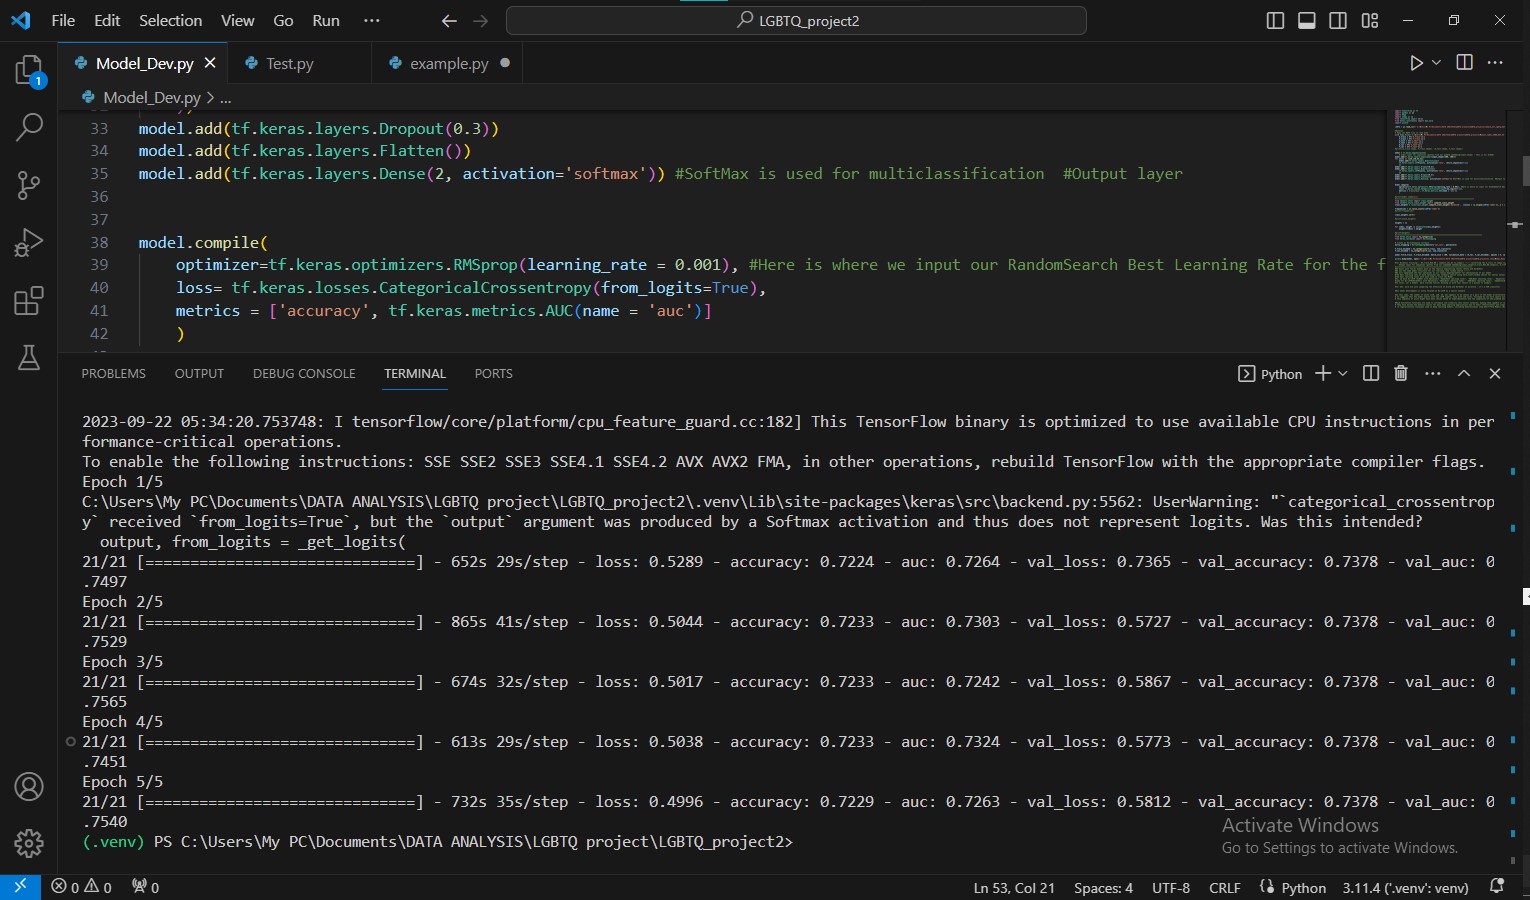 File Edit Selection View Go Run ... LGBTQ_project2
1
Model_Dev.py Test.py example.py
Model_Dev.py > ...
33 model.add(tf.keras.layers.Dropout(0.3))
34 model.add(tf.keras.layers.Flatten())
35 model.add(tf.keras.layers.Dense(2, activation='softmax')) #SoftMax is used for multiclassification #Output layer
36
37
38 model.compile(
39 optimizer=tf.keras.optimizers.RMSprop(learning_rate = 0.001), #Here is where we input our RandomSearch Best Learning Rate for the f
40 loss= tf.keras.losses.CategoricalCrossentropy(from_logits=True),
41 metrics = ['accuracy', tf.keras.metrics.AUC(name = 'auc')]
42 )
PROBLEMS OUTPUT DEBUG CONSOLE TERMINAL PORTS Python
2023-09-22 05:34:20.753748: I tensorflow/core/platform/cpu_feature_guard.cc:182] This TensorFlow binary is optimized to use available CPU instructions in per
formance-critical operations.
To enable the following instructions: SSE SSE2 SSE3 SSE4.1 SSE4.2 AVX AVX2 FMA, in other operations, rebuild TensorFlow with the appropriate compiler flags.
Epoch 1/5
C:\Users\My PC\Documents\DATA ANALYSIS\LGBTQ project\LGBTQ_project2\.venv\Lib\site-packages\keras\src\backend.py:5562: UserWarning: "`categorical_crossentrop
y` received `from_logits=True`, but the `output` argument was produced by a Softmax activation and thus does not represent logits. Was this intended?
output, from_logits = _get_logits(
21/21 [==============================] - 652s 29s/step - loss: 0.5289 - accuracy: 0.7224 - auc: 0.7264 - val_loss: 0.7365 - val_accuracy: 0.7378 - val_auc: 0
.7497
Epoch 2/5
21/21 [==============================] - 865s 41s/step - loss: 0.5044 - accuracy: 0.7233 - auc: 0.7303 - val_loss: 0.5727 - val_accuracy: 0.7378 - val_auc: 0
.7529
Epoch 3/5
21/21 [==============================] - 674s 32s/step - loss: 0.5017 - accuracy: 0.7233 - auc: 0.7242 - val_loss: 0.5867 - val_accuracy: 0.7378 - val_auc: 0
.7565
Epoch 4/5
21/21 [==============================] - 613s 29s/step - loss: 0.5038 - accuracy: 0.7233 - auc: 0.7324 - val_loss: 0.5773 - val_accuracy: 0.7378 - val_auc: 0
.7451
Epoch 5/5
21/21 [==============================] - 732s 35s/step - loss: 0.4996 - accuracy: 0.7229 - auc: 0.7263 - val_loss: 0.5812 - val_accuracy: 0.7378 - val_auc: 0
.7540
(.venv) PS C:\Users\My PC\Documents\DATA ANALYSIS\LGBTQ project\LGBTQ_project2>
Activate Windows
Go to Settings to activate Windows.
0 0 0 Ln 53, Col 21 Spaces: 4 UTF-8 CRLF Python 3.11.4 ('.venv': venv)